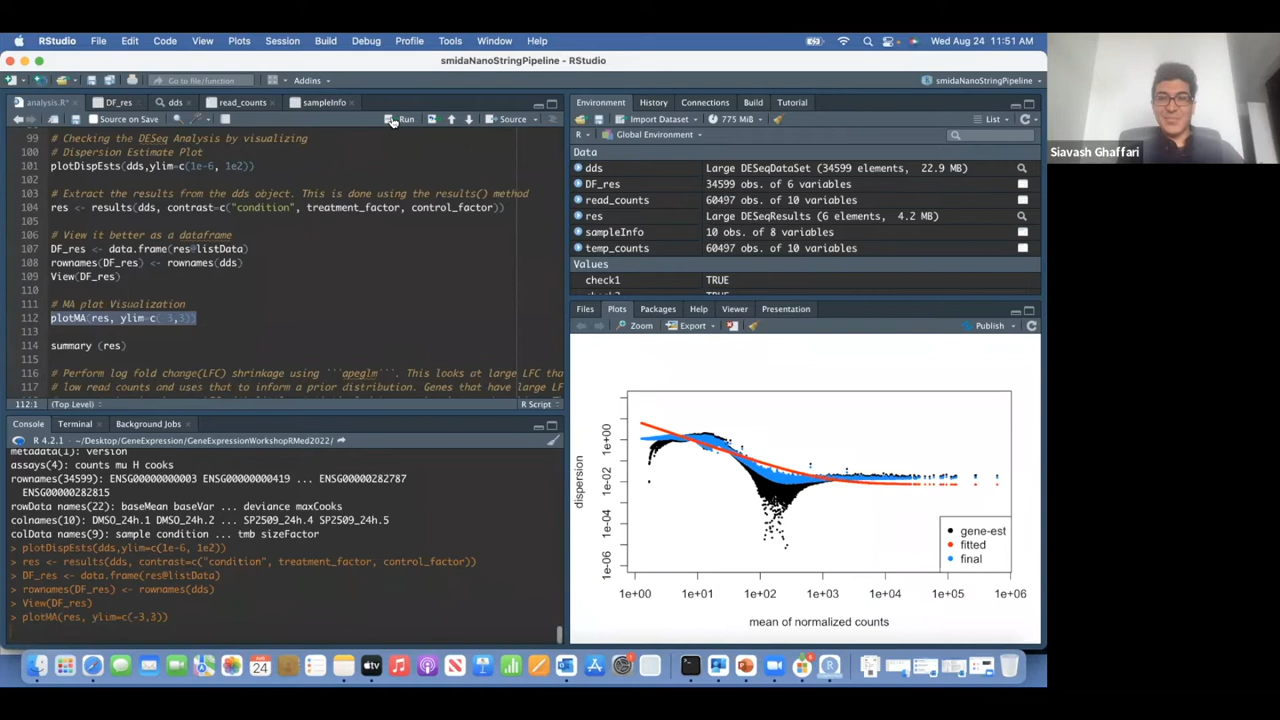 RStudio File Edit Code View Plots Session Build Debug Profile Tools Window Help
Wed Aug 24 11:51 AM
smidaNanoStringPipeline - RStudio
Go to file/function
Addins
smidaNanoStringPipeline
analysis.R* DF_res dds read_counts sampleInfo
Source on Save
Run
Source
99 # Checking the DESeq Analysis by visualizing
100 # Dispersion Estimate Plot
101 plotDispEsts(dds,ylim=c(1e-6, 1e2))
102
103 # Extract the results from the dds object. This is done using the results() method
104 res <- results(dds, contrast=c("condition", treatment_factor, control_factor))
105
106 # View it better as a dataframe
107 DF_res <- data.frame(res@listData)
108 rownames(DF_res) <- rownames(dds)
109 View(DF_res)
110
111 # MA plat Visualization
112 plotMA(res, ylim=c(-3,3))
113
114 summary (res)
115
116 # Perform log fold change(LFC) shrinkage using ```apeglm```. This looks at large LFC tha
117 # low read counts and uses that to inform a prior distribution. Genes that have large LF
112:1 (Top Level) R Script
Console Terminal Background Jobs
R 4.2.1 · ~/Desktop/GeneExpression/GeneExpressionWorkshopRMed2022/
metadata(1): version
assays(4): counts mu H cooks
rownames(34599): ENSG00000000003 ENSG00000000419 ... ENSG00000282787
ENSG00000282815
rowData names(22): baseMean baseVar ... deviance maxCooks
colnames(10): DMSO_24h.1 DMSO_24h.2 ... SP2509_24h.4 SP2509_24h.5
colData names(9): sample condition ... tmb sizeFactor
> plotDispEsts(dds,ylim=c(1e-6, 1e2))
> res <- results(dds, contrast=c("condition", treatment_factor, control_factor))
> DF_res <- data.frame(res@listData)
> rownames(DF_res) <- rownames(dds)
> View(DF_res)
> plotMA(res, ylim=c(-3,3))
Environment History Connections Build Tutorial
Import Dataset 775 MiB List
R Global Environment
Data
dds Large DESeqDataSet (34599 elements, 22.9 MB)
DF_res 34599 obs. of 6 variables
read_counts 60497 obs. of 10 variables
res Large DESeqResults (6 elements, 4.2 MB)
sampleInfo 10 obs. of 8 variables
temp_counts 60497 obs. of 10 variables
Values
check1 TRUE
Files Plots Packages Help Viewer Presentation
Zoom Export Publish
dispersion
1e+00
1e-02
1e-04
1e-06
gene-est
fitted
final
1e+00 1e+01 1e+02 1e+03 1e+04 1e+05 1e+06
mean of normalized counts
AUG
24
tv
Siavash Ghaffari